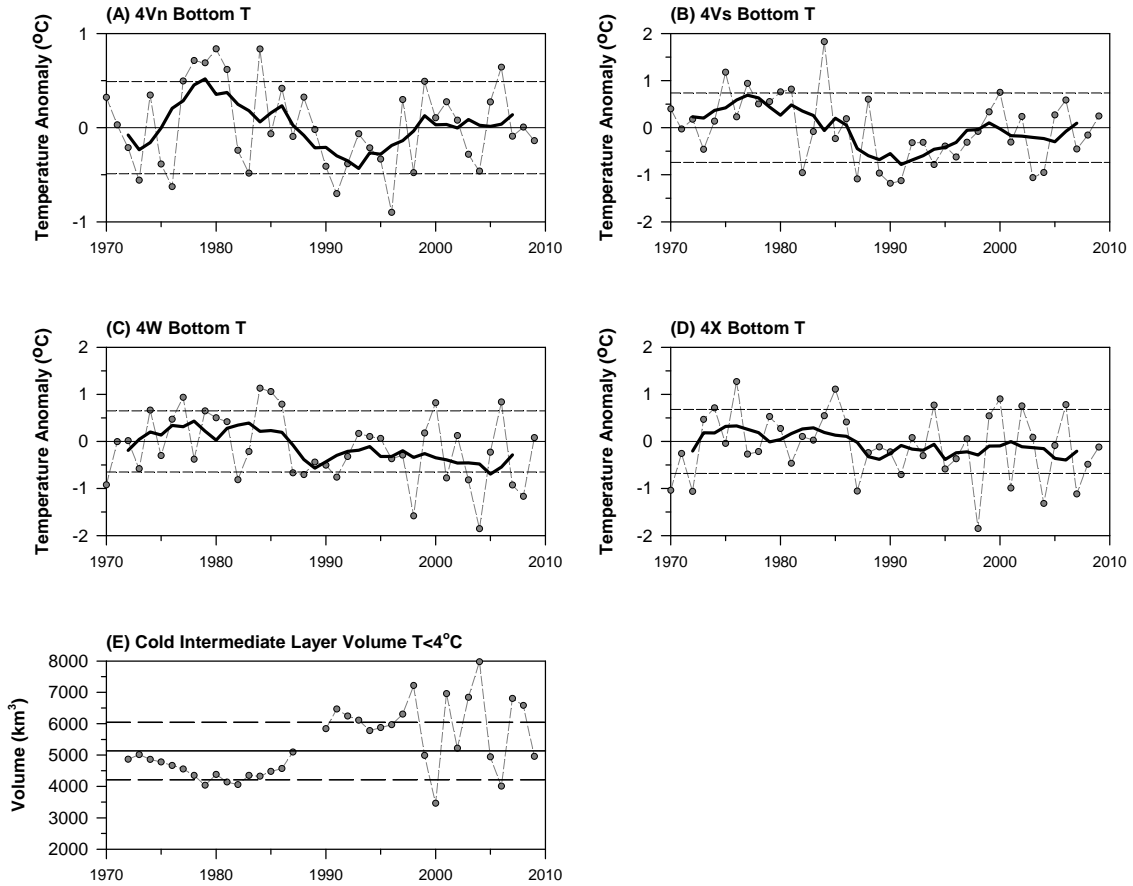 (A) 4Vn Bottom T
Temperature Anomaly (°C)
1
0
-1
1970 1980 1990 2000 2010
(B) 4Vs Bottom T
Temperature Anomaly (°C)
2
1
0
-1
-2
1970 1980 1990 2000 2010
(C) 4W Bottom T
Temperature Anomaly (°C)
2
1
0
-1
-2
1970 1980 1990 2000 2010
(D) 4X Bottom T
Temperature Anomaly (°C)
2
1
0
-1
-2
1970 1980 1990 2000 2010
(E) Cold Intermediate Layer Volume T<4°C
Volume (km³)
8000
7000
6000
5000
4000
3000
2000
1970 1980 1990 2000 2010